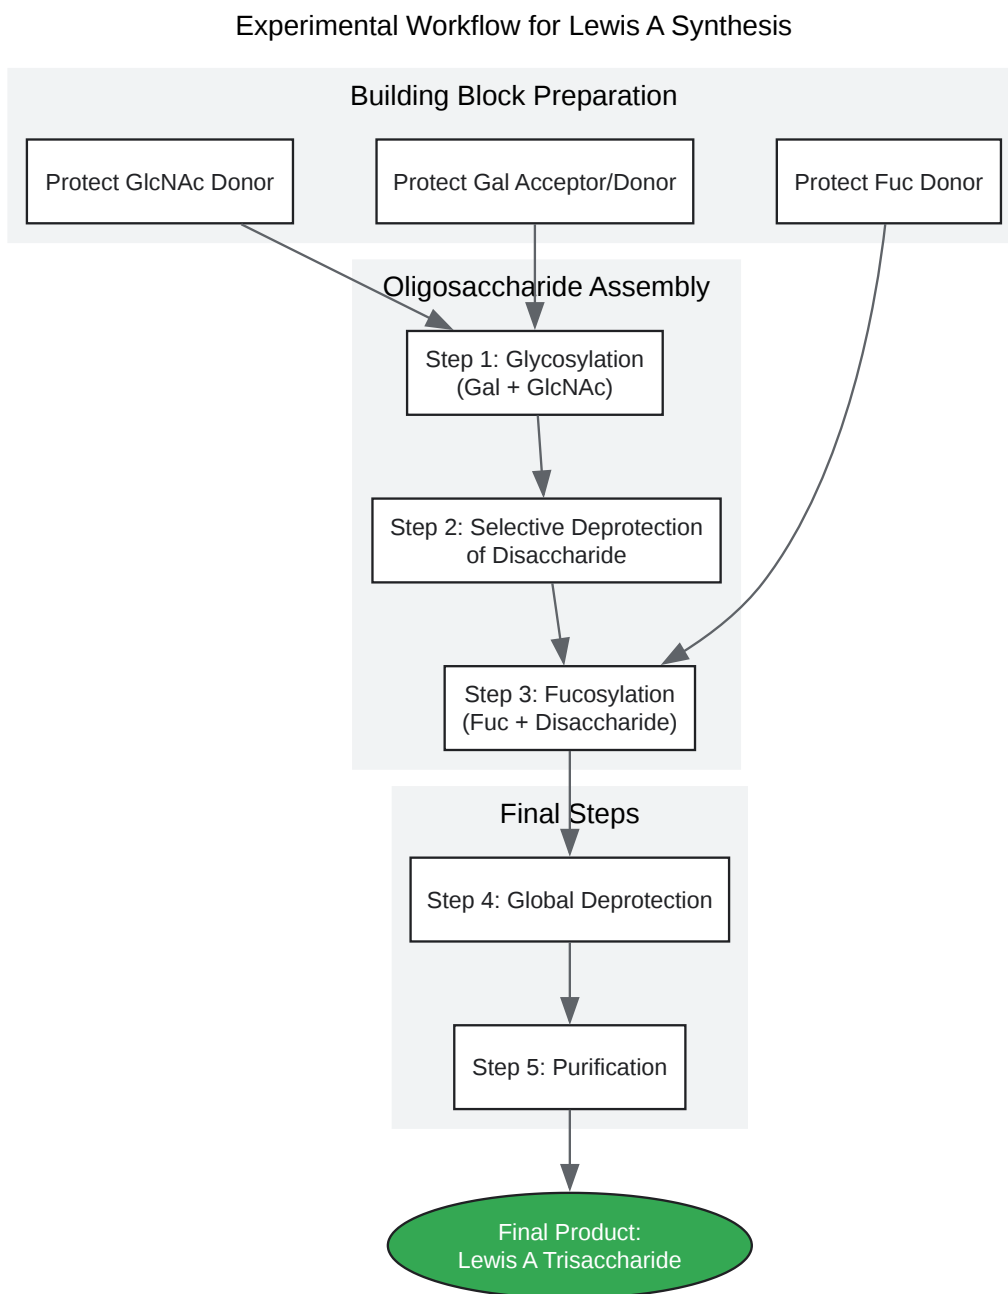 Experimental Workflow for Lewis A Synthesis
Building Block Preparation
Protect GlcNAc Donor
Protect Gal Acceptor/Donor
Protect Fuc Donor
Oligosaccharide Assembly
Step 1: Glycosylation
(Gal + GlcNAc)
Step 2: Selective Deprotection
of Disaccharide
Step 3: Fucosylation
(Fuc + Disaccharide)
Final Steps
Step 4: Global Deprotection
Step 5: Purification
Final Product:
Lewis A Trisaccharide